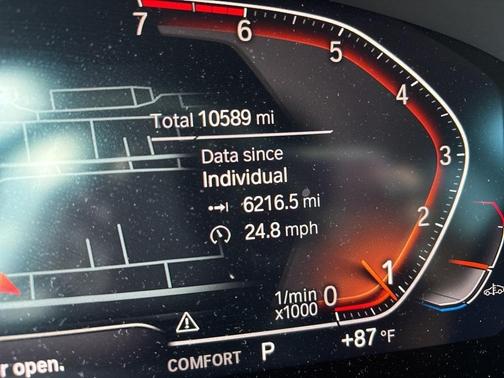 7
6
5
4
3
2
1
0
Total 10589 mi
Data since
Individual
6216.5 mi
24.8 mph
1/min
x1000
+87 °F
r open.
COMFORT P